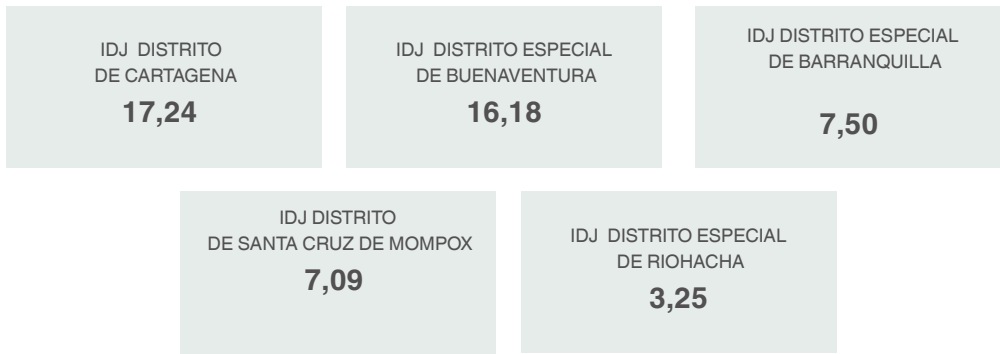 IDJ DISTRITO
DE CARTAGENA
17,24
IDJ DISTRITO ESPECIAL
DE BUENAVENTURA
16,18
IDJ DISTRITO ESPECIAL
DE BARRANQUILLA
7,50
IDJ DISTRITO
DE SANTA CRUZ DE MOMPOX
7,09
IDJ DISTRITO ESPECIAL
DE RIOHACHA
3,25